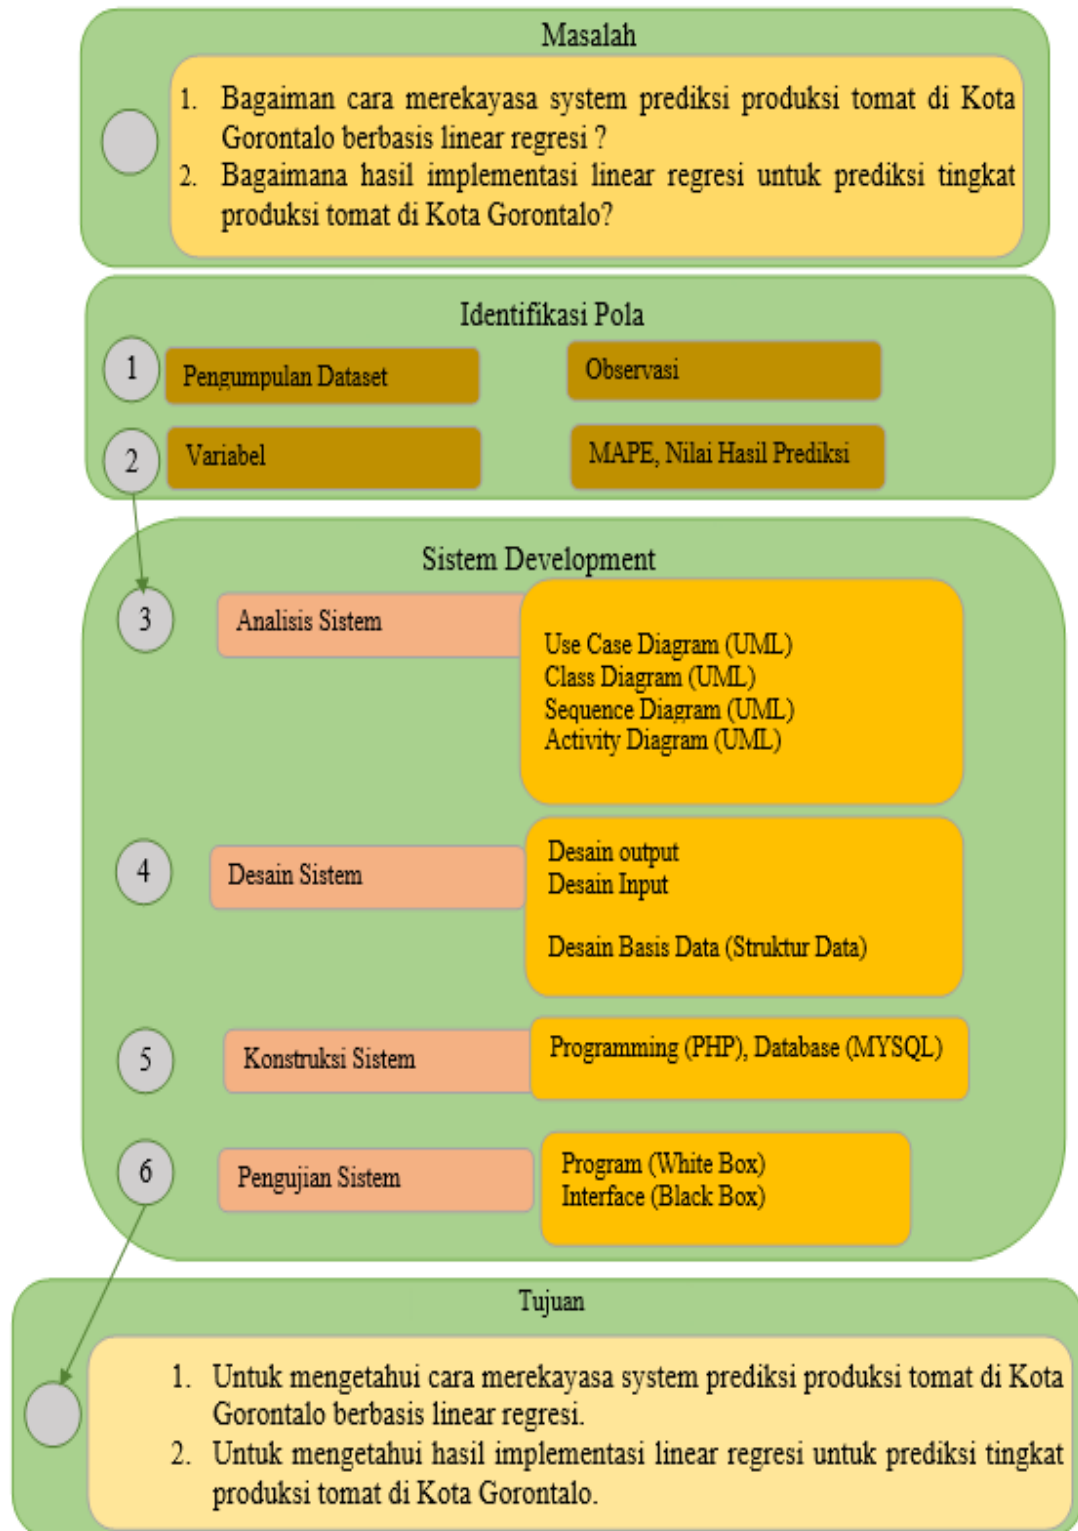 Masalah
1. Bagaiman cara merekayasa system prediksi produksi tomat di Kota
Gorontalo berbasis linear regresi ?
2. Bagaimana hasil implementasi linear regresi untuk prediksi tingkat
produksi tomat di Kota Gorontalo?
Identifikasi Pola
1 Pengumpulan Dataset Observasi
2 Variabel MAPE, Nilai Hasil Prediksi
Sistem Development
3 Analisis Sistem
Use Case Diagram (UML)
Class Diagram (UML)
Sequence Diagram (UML)
Activity Diagram (UML)
4 Desain Sistem
Desain output
Desain Input
Desain Basis Data (Struktur Data)
5 Konstruksi Sistem
Programming (PHP), Database (MYSQL)
6 Pengujian Sistem
Program (White Box)
Interface (Black Box)
Tujuan
1. Untuk mengetahui cara merekayasa system prediksi produksi tomat di Kota
Gorontalo berbasis linear regresi.
2. Untuk mengetahui hasil implementasi linear regresi untuk prediksi tingkat
produksi tomat di Kota Gorontalo.